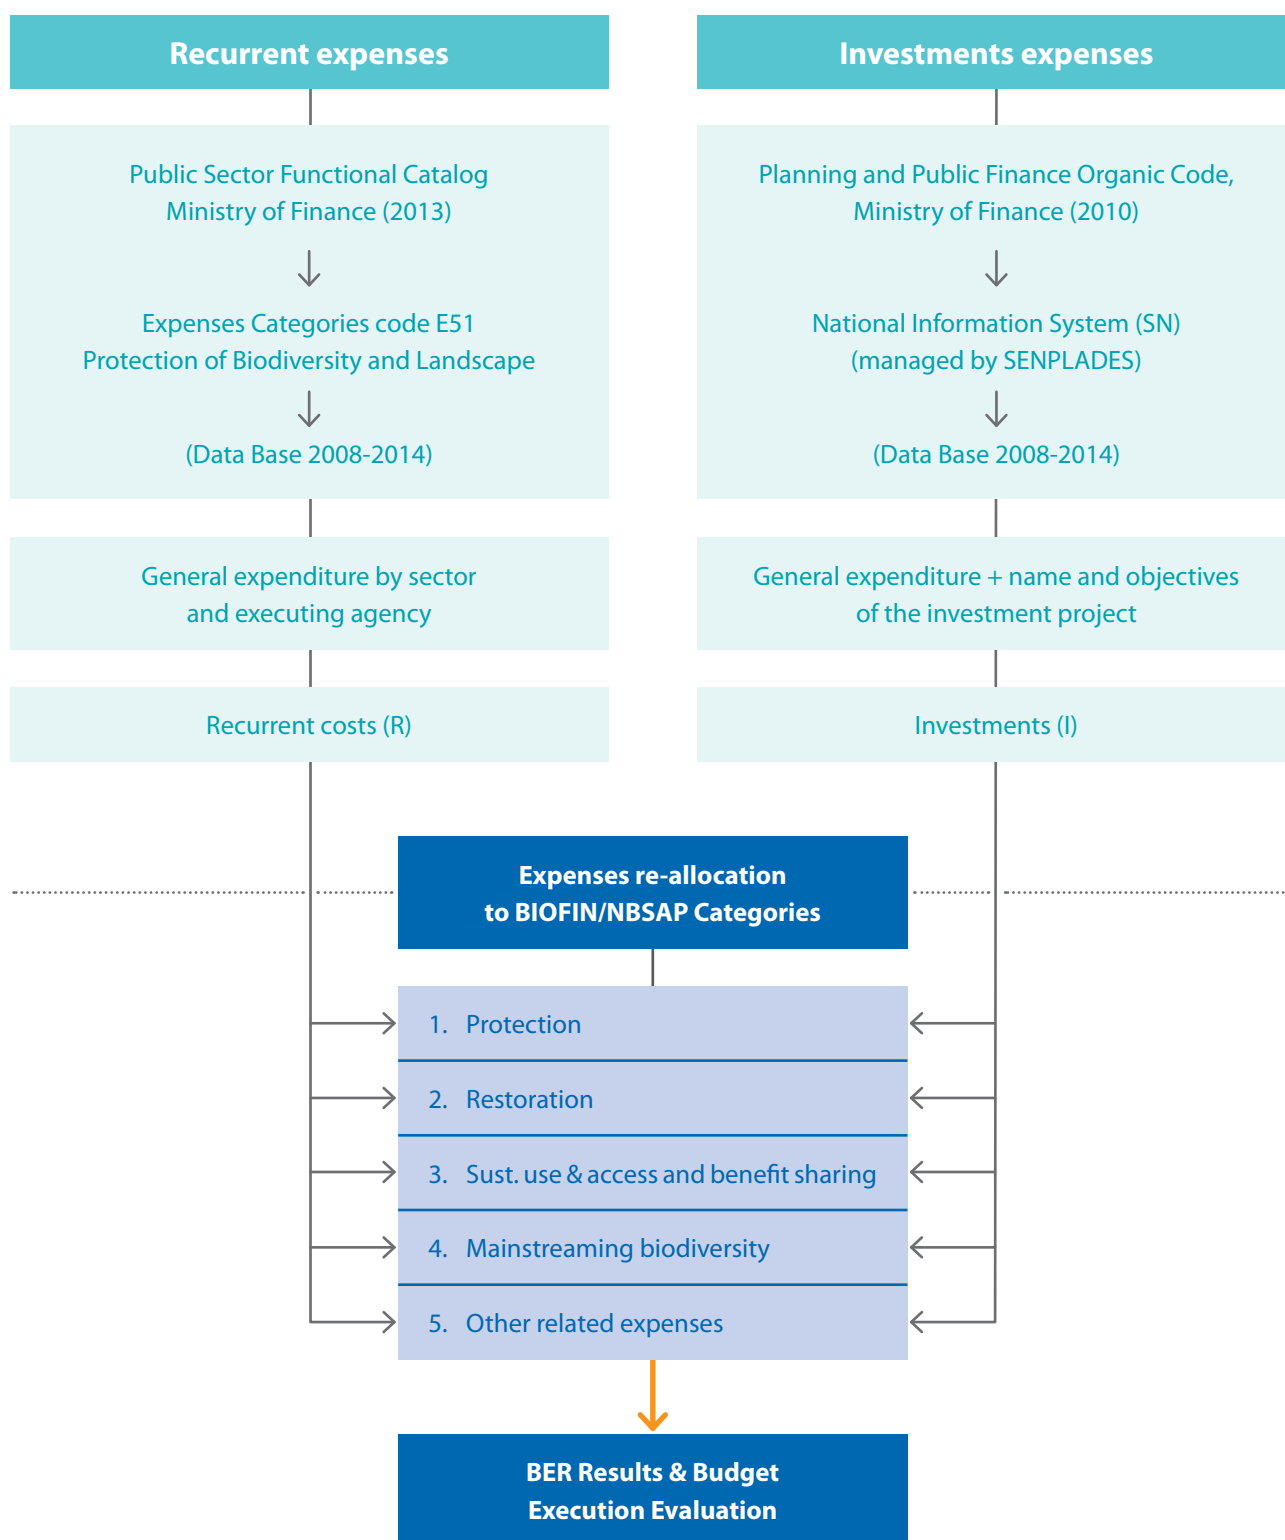 Recurrent expenses
Public Sector Functional Catalog
Ministry of Finance (2013)
Expenses Categories code E51
Protection of Biodiversity and Landscape
(Data Base 2008-2014)
General expenditure by sector
and executing agency
Recurrent costs (R)
Investments expenses
Planning and Public Finance Organic Code,
Ministry of Finance (2010)
National Information System (SN)
(managed by SENPLADES)
(Data Base 2008-2014)
General expenditure + name and objectives
of the investment project
Investments (I)
Expenses re-allocation
to BIOFIN/NBSAP Categories
1. Protection
2. Restoration
3. Sust. use & access and benefit sharing
4. Mainstreaming biodiversity
5. Other related expenses
BER Results & Budget
Execution Evaluation